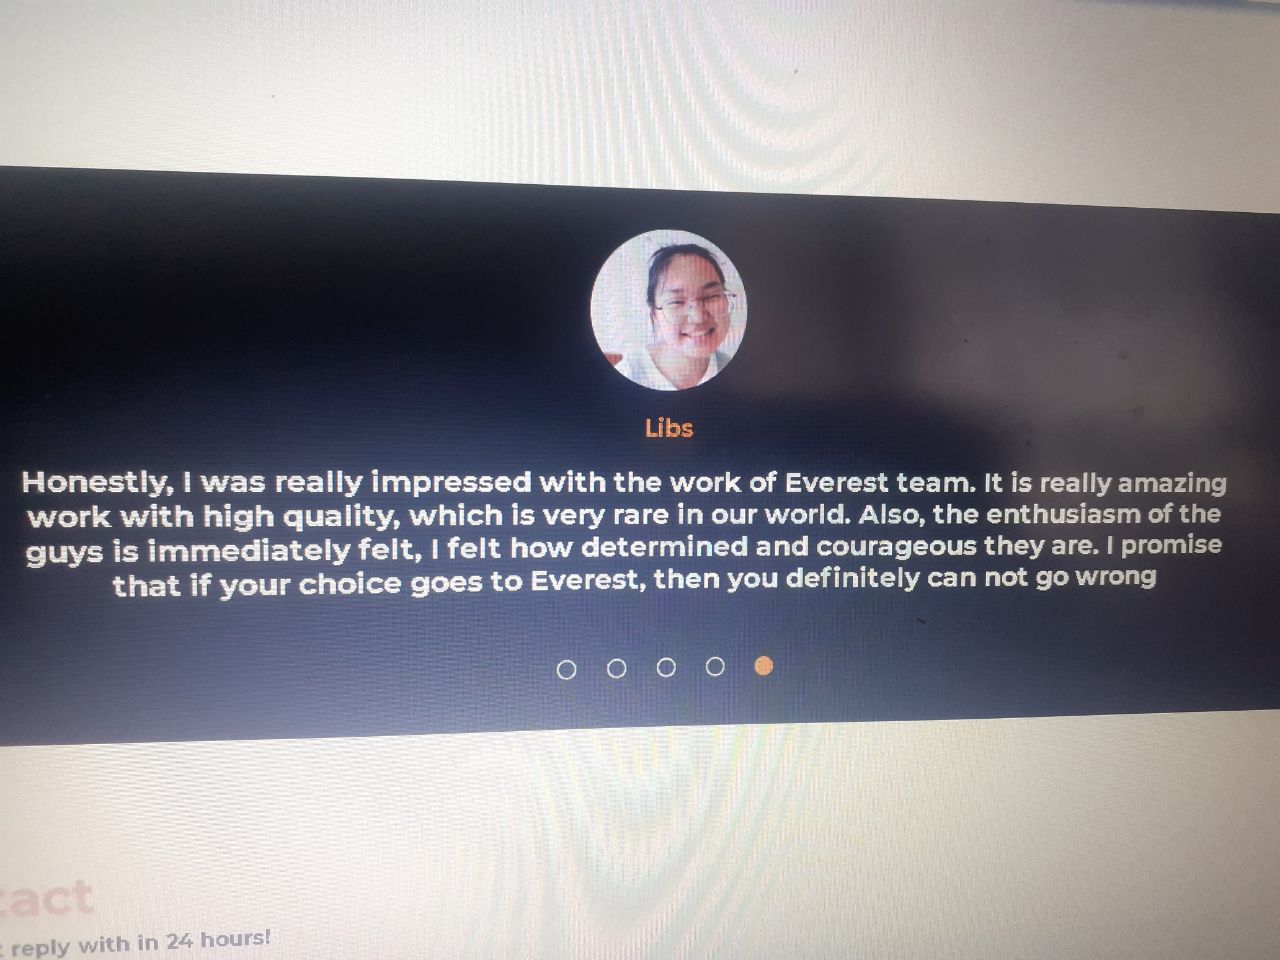 Libs
Honestly, I was really impressed with the work of Everest team. It is really amazing
work with high quality, which is very rare in our world. Also, the enthusiasm of the
guys is immediately felt, I felt how determined and courageous they are. I promise
that if your choice goes to Everest, then you definitely can not go wrong
tact
reply with in 24 hours!